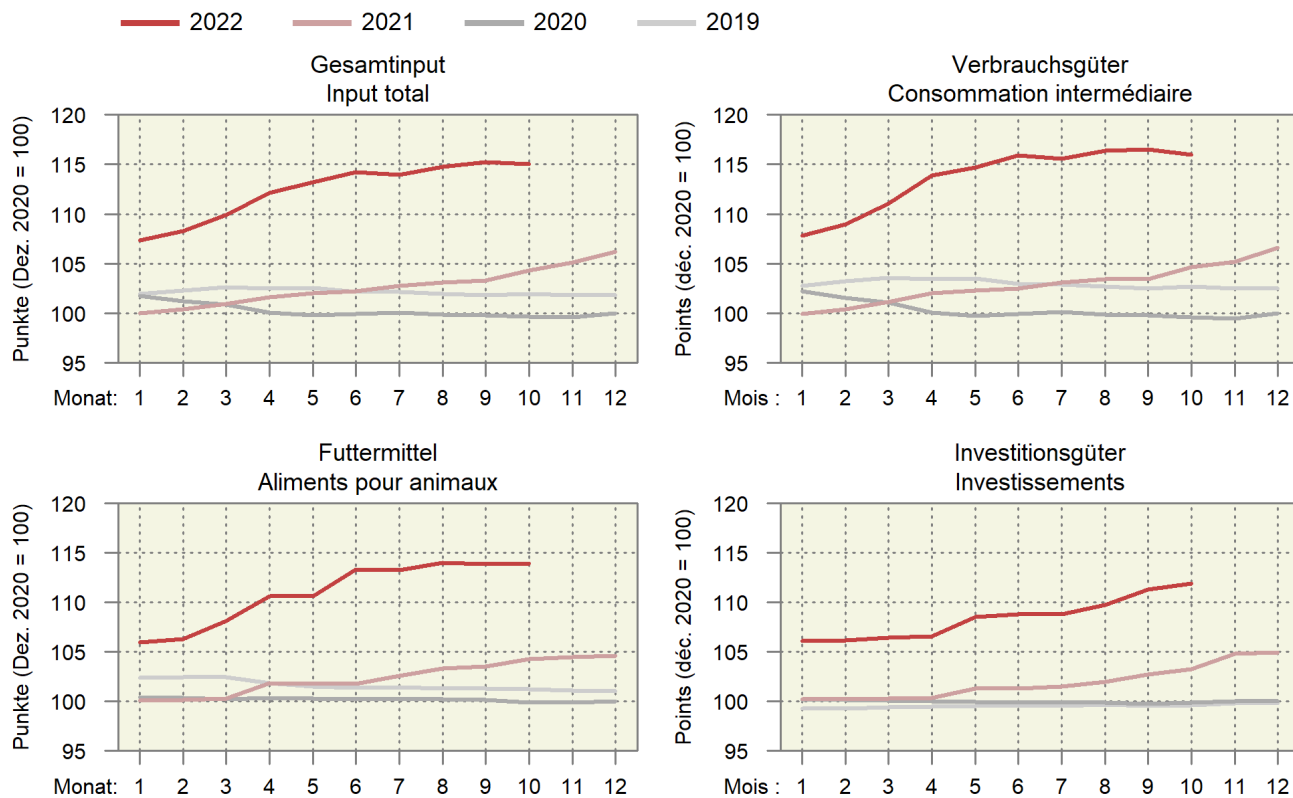 2022 2021 2020 2019
Gesamtinput
Input total
Punkte (Dez. 2020 = 100)
120
115
110
105
100
95
Monat: 1 2 3 4 5 6 7 8 9 10 11 12
Verbrauchsgüter
Consommation intermédiaire
Points (déc. 2020 = 100)
120
115
110
105
100
95
Mois : 1 2 3 4 5 6 7 8 9 10 11 12
Futtermittel
Aliments pour animaux
Punkte (Dez. 2020 = 100)
120
115
110
105
100
95
Monat: 1 2 3 4 5 6 7 8 9 10 11 12
Investitionsgüter
Investissements
Points (déc. 2020 = 100)
120
115
110
105
100
95
Mois : 1 2 3 4 5 6 7 8 9 10 11 12